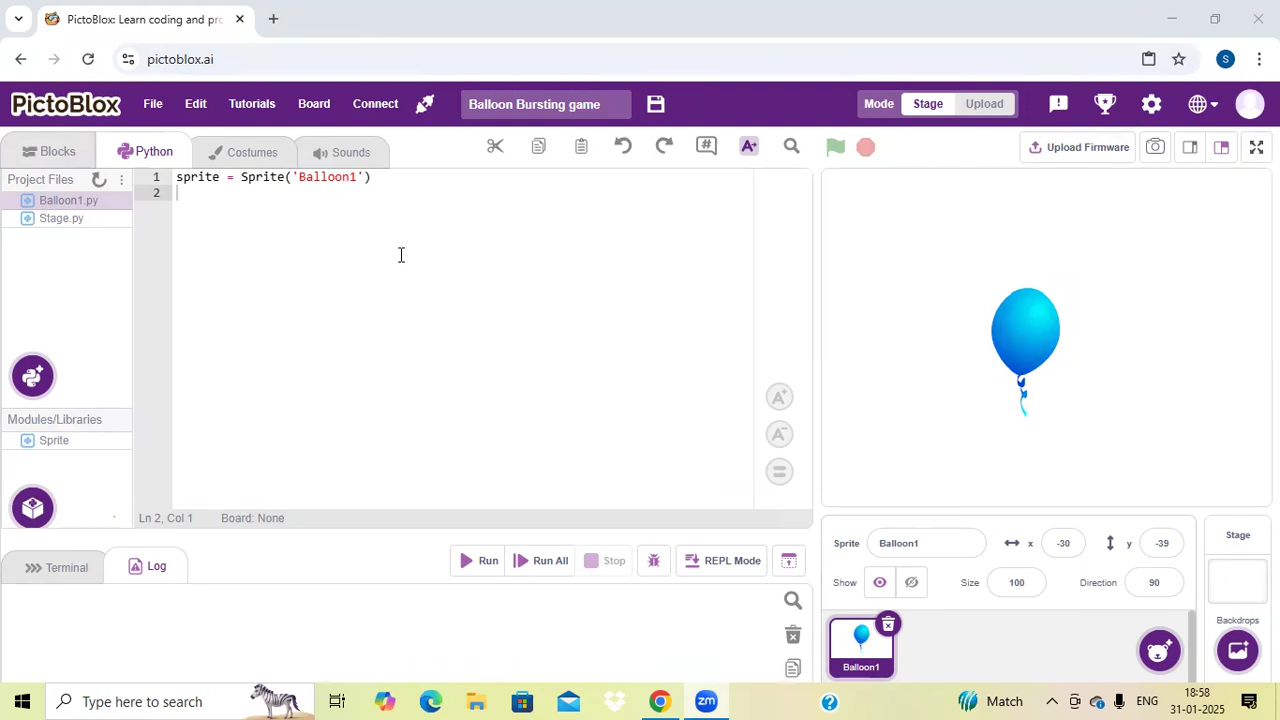 PictoBlox: Learn coding and pro
pictoblox.ai
S
PictoBlox File Edit Tutorials Board Connect Balloon Bursting game Mode Stage Upload
Blocks Python Costumes Sounds Upload Firmware
Project Files
Balloon1.py
Stage.py
1 sprite = Sprite('Balloon1')
2
Modules/Libraries
Sprite
Ln 2, Col 1 Board: None
Terminal Log Run Run All Stop REPL Mode
Sprite Balloon1 x -30 y -39
Show Size 100 Direction 90
Balloon1
Stage
Backdrops
Type here to search
zm
Match
ENG
18:58
31-01-2025